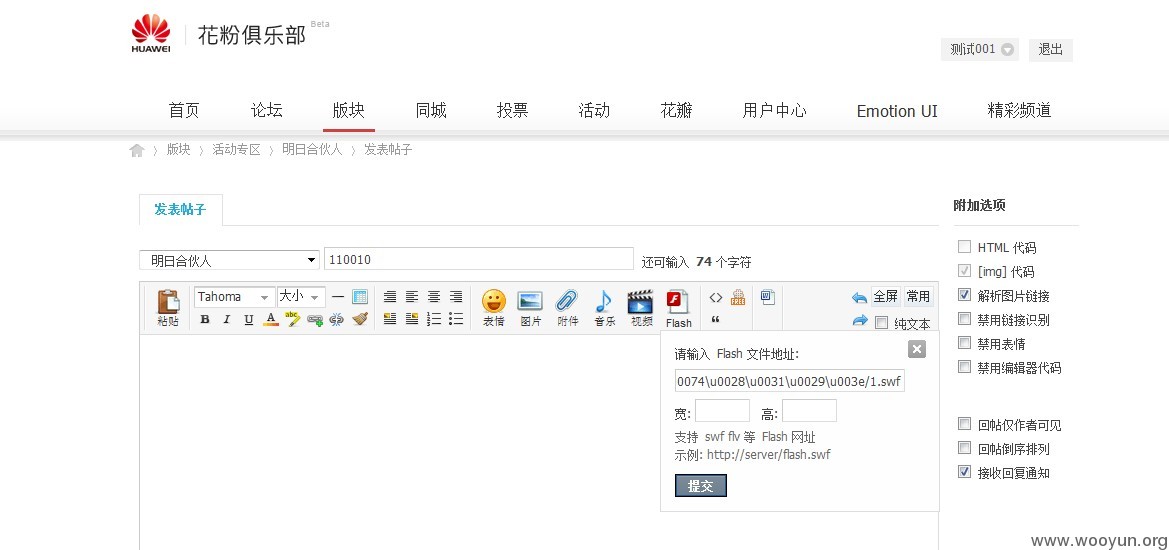 HUAWEI 花粉俱乐部 Beta
测试001 退出
首页 论坛 版块 同城 投票 活动 花瓣 用户中心 Emotion UI 精彩频道
版块 活动专区 明日合伙人 发表帖子
发表帖子
明日合伙人 110010 还可输入 74 个字符
粘贴 Tahoma 大小 全屏 常用
B I U A 表情 图片 附件 音乐 视频 Flash 纯文本
请输入 Flash 文件地址:
0074\u0028\u0031\u0029\u003e/1.swf
宽: 高:
支持 swf flv 等 Flash 网址
示例: http://server/flash.swf
提交
附加选项
HTML 代码
[img] 代码
解析图片链接
禁用链接识别
禁用表情
禁用编辑器代码
回帖仅作者可见
回帖倒序排列
接收回复通知
www.wooyun.org